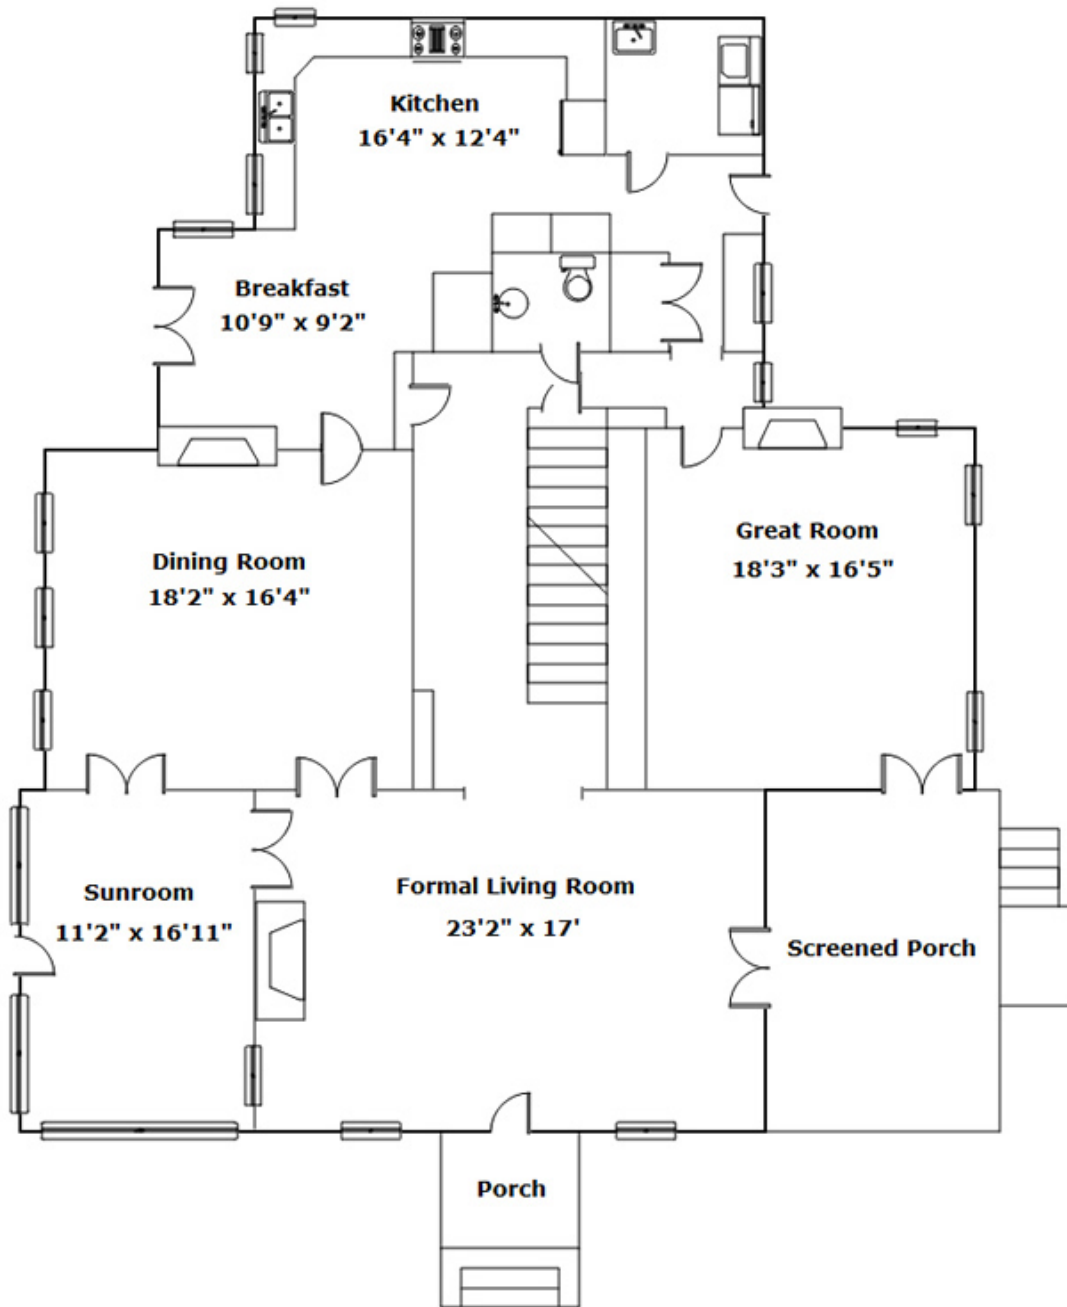 Kitchen
16'4" x 12'4"
Breakfast
10'9" x 9'2"
Great Room
18'3" x 16'5"
Dining Room
18'2" x 16'4"
Sunroom
11'2" x 16'11"
Formal Living Room
23'2" x 17'
Screened Porch
Porch